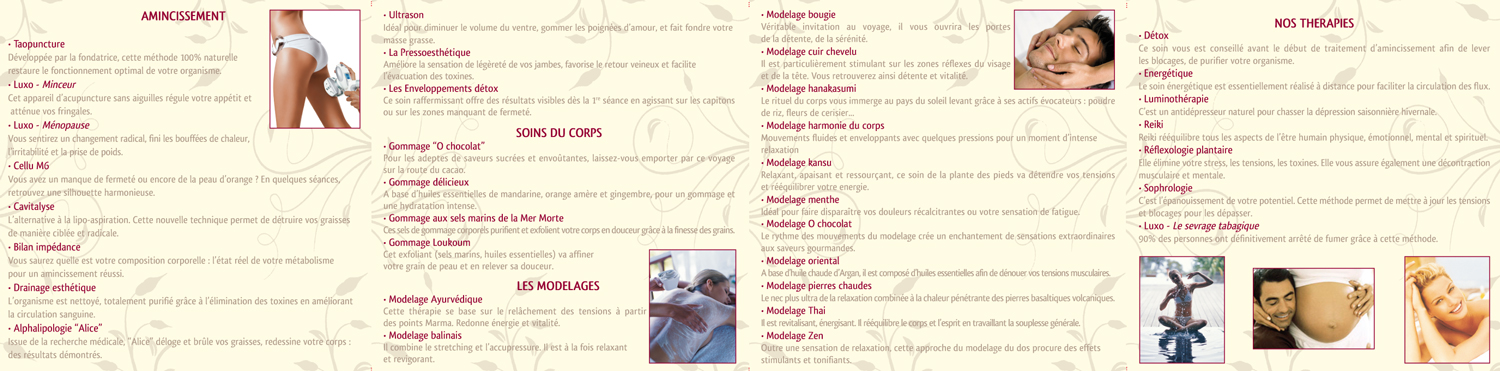 AMINCISSEMENT
• Taopuncture
Développée par la fondatrice, cette méthode 100% naturelle
restaure le fonctionnement optimal de votre organisme.
• Luxo - Minceur
Cet appareil d'acupuncture sans aiguilles régule votre appétit et
atténue vos fringales.
• Luxo - Ménopause
Vous sentirez un changement radical, fini les bouffées de chaleur,
l'irritabilité et la prise de poids.
• Cellu MG
Vous avez un manque de fermeté ou encore de la peau d'orange ? En quelques séances,
retrouvez une silhouette harmonieuse.
• Cavitalyse
L'alternative à la lipo-aspiration. Cette nouvelle technique permet de détruire vos graisses
de manière ciblée et radicale.
• Bilan impédance
Vous saurez quelle est votre composition corporelle : l'état réel de votre métabolisme
pour un amincissement réussi.
• Drainage esthétique
L'organisme est nettoyé, totalement purifié grâce à l'élimination des toxines en améliorant
la circulation sanguine.
• Alphalipologie "Alice"
Issue de la recherche médicale, "Alice" déloge et brûle vos graisses, redessine votre corps :
des résultats démontrés.
• Ultrason
Idéal pour diminuer le volume du ventre, gommer les poignées d'amour, et fait fondre votre
masse grasse.
• La Pressoesthétique
Améliore la sensation de légèreté de vos jambes, favorise le retour veineux et facilite
l'évacuation des toxines.
• Les Enveloppements détox
Ce soin raffermissant offre des résultats visibles dès la 1re séance en agissant sur les capitons
ou sur les zones manquant de fermeté.
SOINS DU CORPS
• Gommage "O chocolat"
Pour les adeptes de saveurs sucrées et envoûtantes, laissez-vous emporter par ce voyage
sur la route du cacao.
• Gommage délicieux
A base d'huiles essentielles de mandarine, orange amère et gingembre, pour un gommage et
une hydratation intense.
• Gommage aux sels marins de la Mer Morte
Ces sels de gommage corporels purifient et exfolient votre corps en douceur grâce à la finesse des grains.
• Gommage Loukoum
Cet exfoliant (sels marins, huiles essentielles) va affiner
votre grain de peau et en relever sa douceur.
LES MODELAGES
• Modelage Ayurvédique
Cette thérapie se base sur le relâchement des tensions à partir
des points Marma. Redonne énergie et vitalité.
• Modelage balinais
Il combine le stretching et l'accupressure. Il est à la fois relaxant
et revigorant.
• Modelage bougie
Véritable invitation au voyage, il vous ouvrira les portes
de la détente, de la sérénité.
• Modelage cuir chevelu
Il est particulièrement stimulant sur les zones réflexes du visage
et de la tête. Vous retrouverez ainsi détente et vitalité.
• Modelage hanakasumi
Le rituel du corps vous immerge au pays du soleil levant grâce à ses actifs évocateurs : poudre
de riz, fleurs de cerisier...
• Modelage harmonie du corps
Mouvements fluides et enveloppants avec quelques pressions pour un moment d'intense
relaxation
• Modelage kansu
Relaxant, apaisant et ressourçant, ce soin de la plante des pieds va détendre vos tensions
et rééquilibrer votre energie.
• Modelage menthe
Idéal pour faire disparaitre vos douleurs récalcitrantes ou votre sensation de fatigue.
• Modelage O chocolat
Le rythme des mouvements du modelage crée un enchantement de sensations extraordinaires
aux saveurs gourmandes.
• Modelage oriental
A base d'huile chaude d'Argan, il est composé d'huiles essentielles afin de dénouer vos tensions musculaires.
• Modelage pierres chaudes
Le nec plus ultra de la relaxation combinée à la chaleur pénétrante des pierres basaltiques volcaniques.
• Modelage Thai
Il est revitalisant, énergisant. Il rééquilibre le corps et l'esprit en travaillant la souplesse générale.
• Modelage Zen
Outre une sensation de relaxation, cette approche du modelage du dos procure des effets
stimulants et tonifiants.
NOS THERAPIES
• Détox
Ce soin vous est conseillé avant le début de traitement d'amincissement afin de lever
les blocages, de purifier votre organisme.
• Energétique
Le soin énergétique est essentiellement réalisé à distance pour faciliter la circulation des flux.
• Luminothérapie
C'est un antidépresseur naturel pour chasser la dépression saisonnière hivernale.
• Reiki
Reiki rééquilibre tous les aspects de l'être humain physique, émotionnel, mental et spirituel.
• Réflexologie plantaire
Elle élimine votre stress, les tensions, les toxines. Elle vous assure également une décontraction
musculaire et mentale.
• Sophrologie
C'est l'épanouissement de votre potentiel. Cette méthode permet de mettre à jour les tensions
et blocages pour les dépasser.
• Luxo - Le sevrage tabagique
90% des personnes ont définitivement arrêté de fumer grâce à cette méthode.